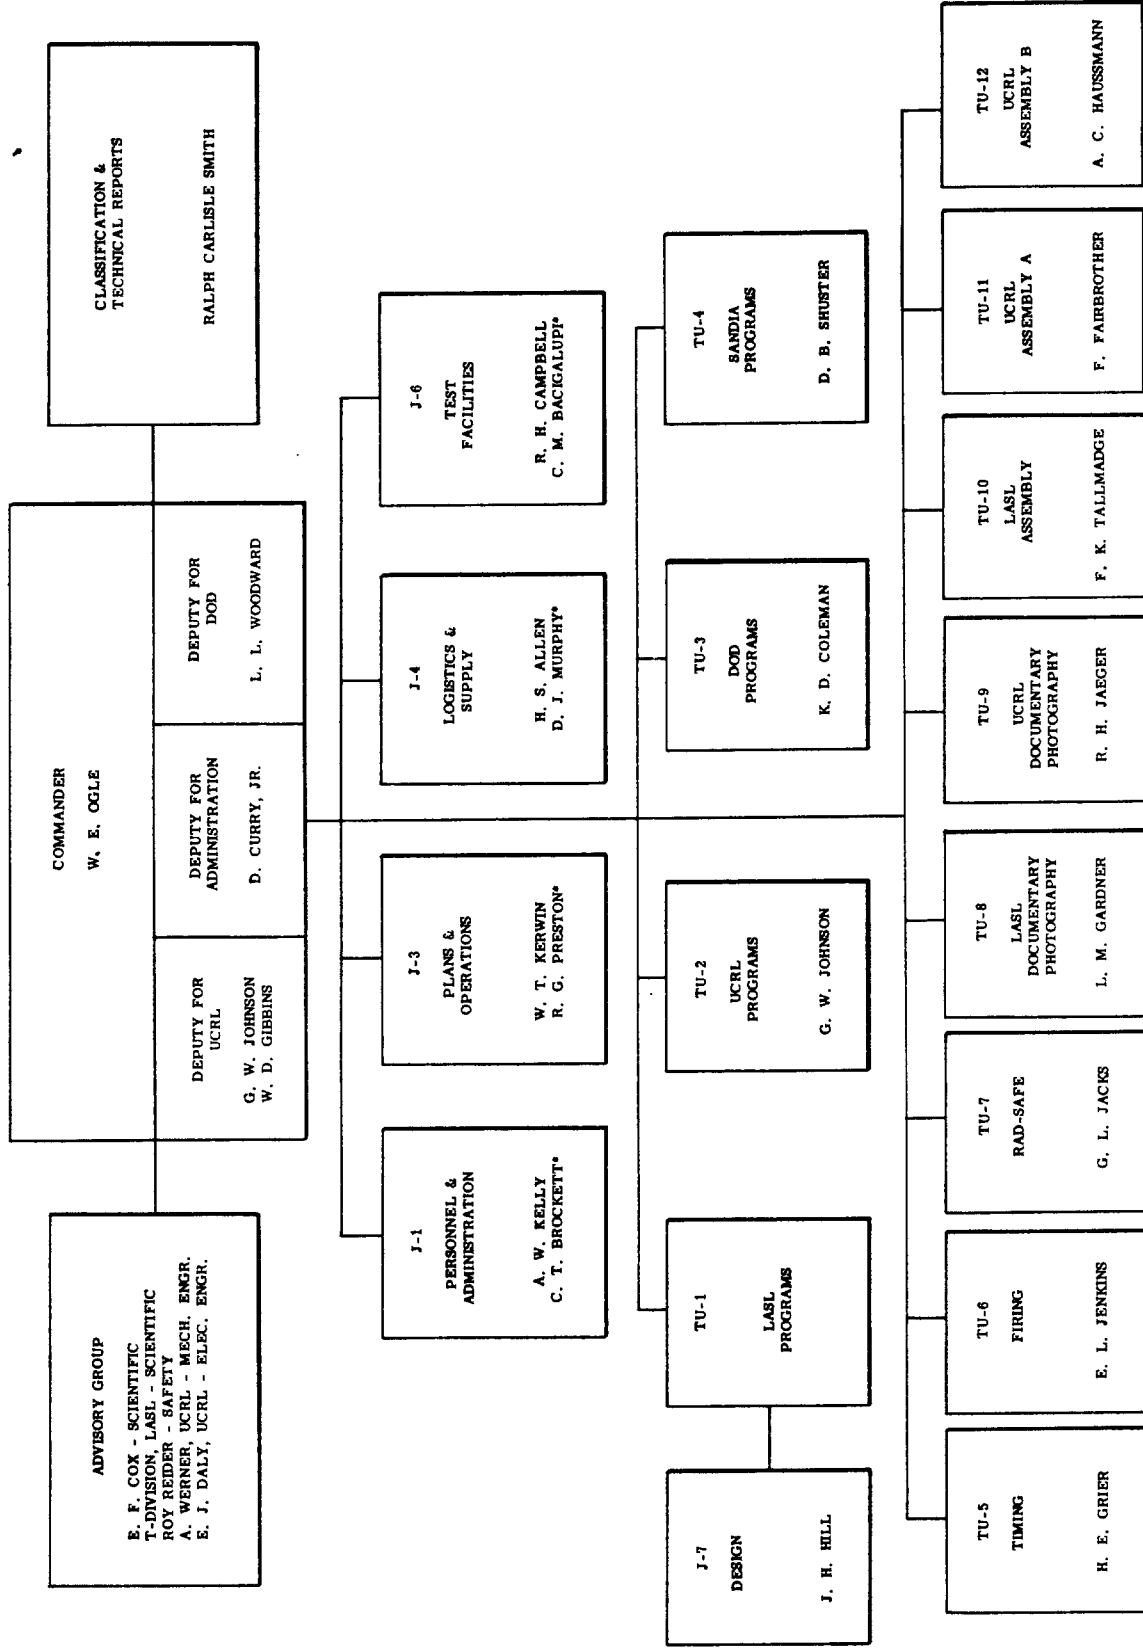 COMMANDER
W. E. OGLE
DEPUTY FOR
UCRL
G. W. JOHNSON
W. D. GIBBINS
DEPUTY FOR
ADMINISTRATION
D. CURRY, JR.
DEPUTY FOR
DOD
L. L. WOODWARD
ADVISORY GROUP
E. F. COX - SCIENTIFIC
T-DIVISION, LASL - SCIENTIFIC
ROY REIDER - SAFETY
A. WERNER, UCRL - MECH. ENGR.
E. J. DALY, UCRL - ELEC. ENGR.
CLASSIFICATION &
TECHNICAL REPORTS
RALPH CARLISLE SMITH
J-1
PERSONNEL &
ADMINISTRATION
A. W. KELLY
C. T. BROCKETT*
J-3
PLANS &
OPERATIONS
W. T. KERWIN
R. G. PRESTON*
J-4
LOGISTICS &
SUPPLY
H. S. ALLEN
D. J. MURPHY*
J-6
TEST
FACILITIES
R. H. CAMPBELL
C. M. BACIGALUPI*
J-7
DESIGN
J. H. HILL
TU-1
LASL
PROGRAMS
TU-2
UCRL
PROGRAMS
G. W. JOHNSON
TU-3
DOD
PROGRAMS
K. D. COLEMAN
TU-4
SANDIA
PROGRAMS
D. B. SHUSTER
TU-5
TIMING
H. E. GRIER
TU-6
FIRING
E. L. JENKINS
TU-7
RAD-SAFE
G. L. JACKS
TU-8
LASL
DOCUMENTARY
PHOTOGRAPHY
L. M. GARDNER
TU-9
UCRL
DOCUMENTARY
PHOTOGRAPHY
R. H. JAEGER
TU-10
LASL
ASSEMBLY
F. K. TALLMADGE
TU-11
UCRL
ASSEMBLY A
F. FAIRBROTHER
TU-12
UCRL
ASSEMBLY B
A. C. HAUSSMANN